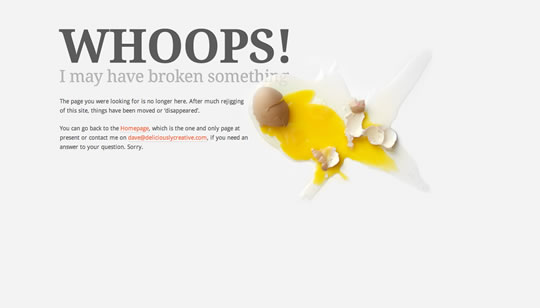 WHOOPS!
I may have broken something
The page you were looking for is no longer here. After much rejigging
of this site, things have been moved or 'disappeared'.
You can go back to the Homepage, which is the one and only page at
present or contact me on dave@deliciouslycreative.com, if you need an
answer to your question. Sorry.